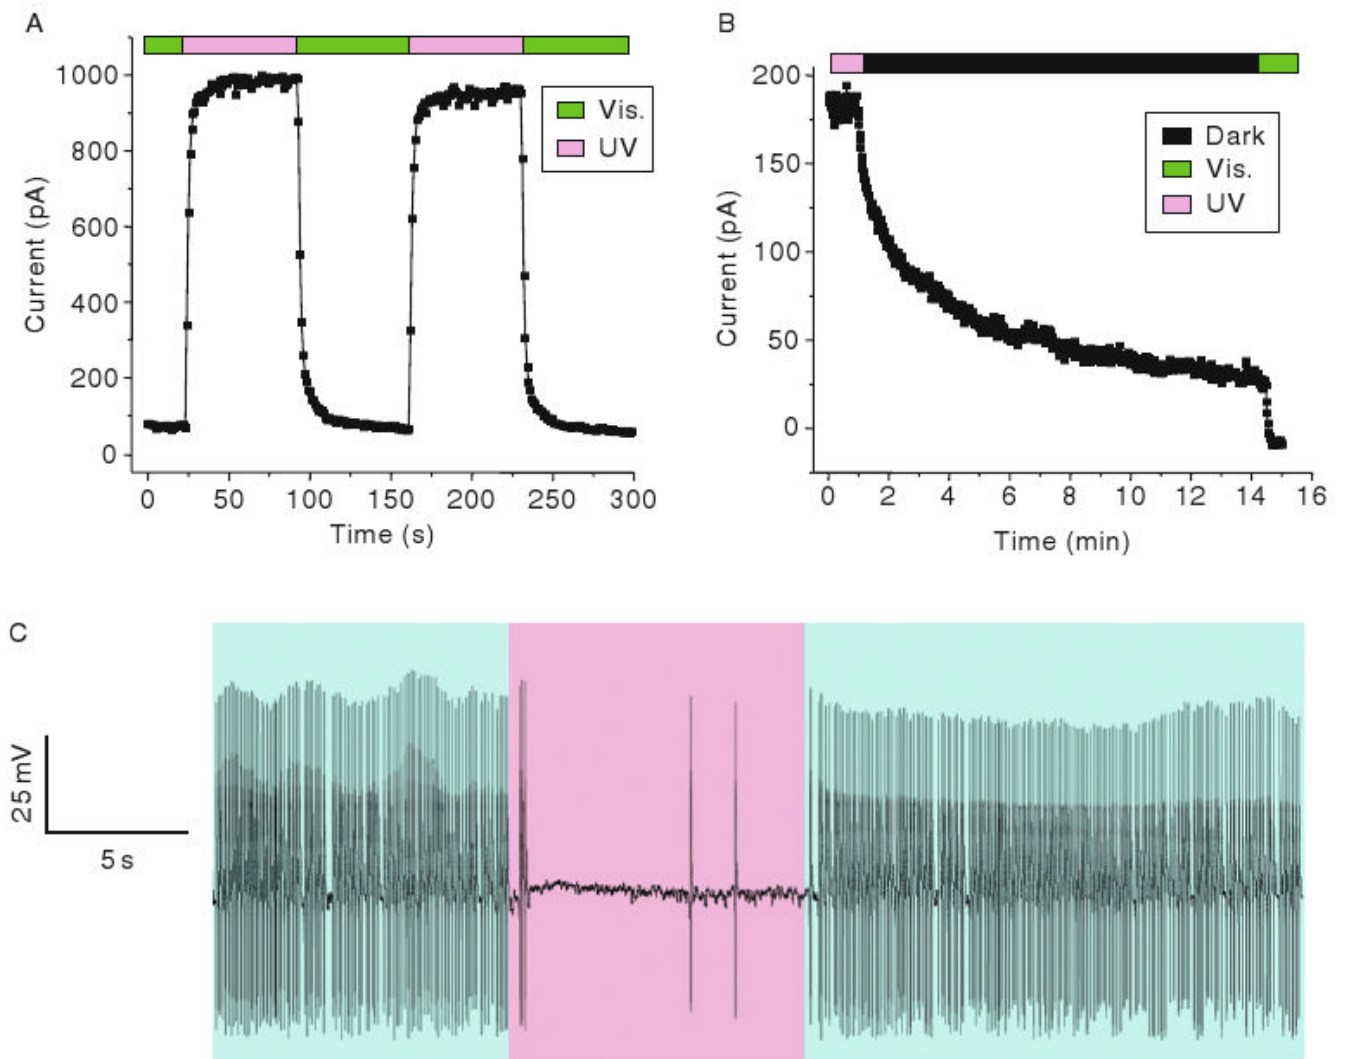 A
1000
800
600
400
200
0
Current (pA)
0 50 100 150 200 250 300
Time (s)
Vis.
UV
B
200
150
100
50
0
Current (pA)
0 2 4 6 8 10 12 14 16
Time (min)
Dark
Vis.
UV
C
25 mV
5 s